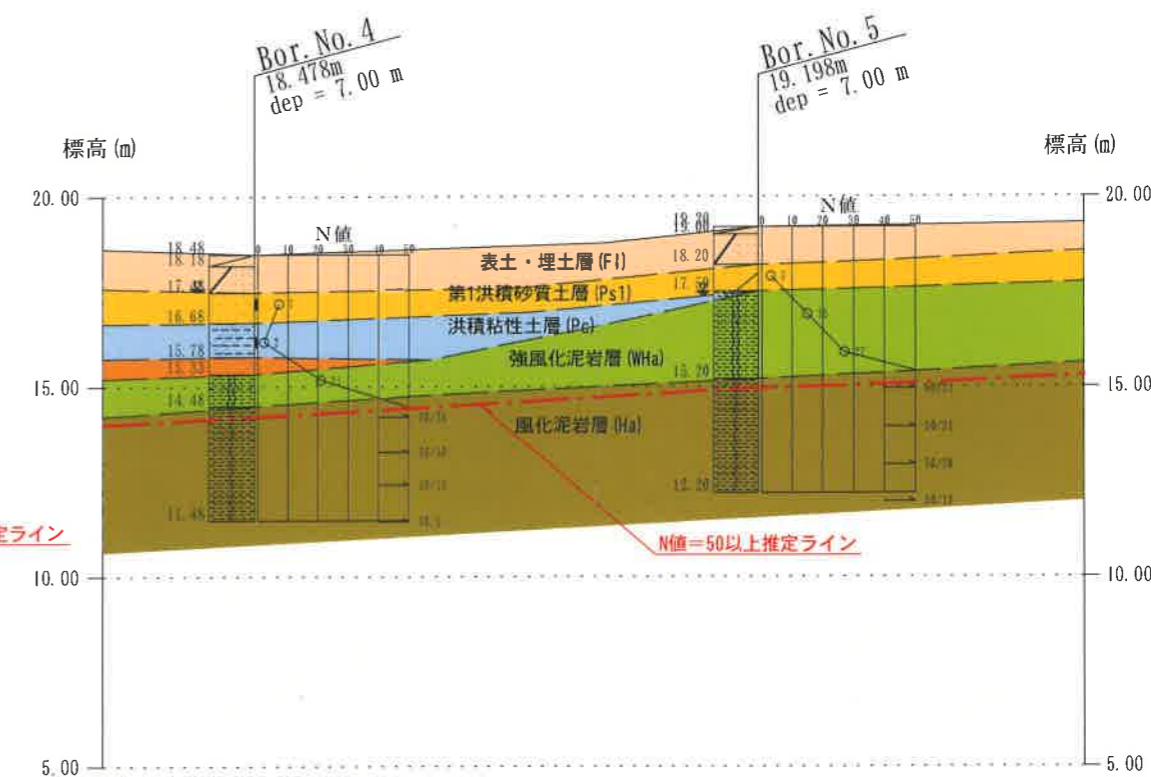 Bor. No. 4
18.478m
dep = 7.00 m
Bor. No. 5
19.198m
dep = 7.00 m
標高(m)
標高(m)
20.00
20.00
N値
0 10 20 30 40 50
N値
0 10 20 30 40 50
18.48
18.18
16.68
15.78
14.48
11.48
19.00
18.20
17.50
15.20
12.20
表土・埋土層(Fl)
第1洪積砂質土層(Ps1)
洪積粘性土層(Pc)
強風化泥岩層(WHa)
風化泥岩層(Ha)
15.00
15.00
定ライン
N値=50以上推定ライン
10.00
10.00
5.00
5.00